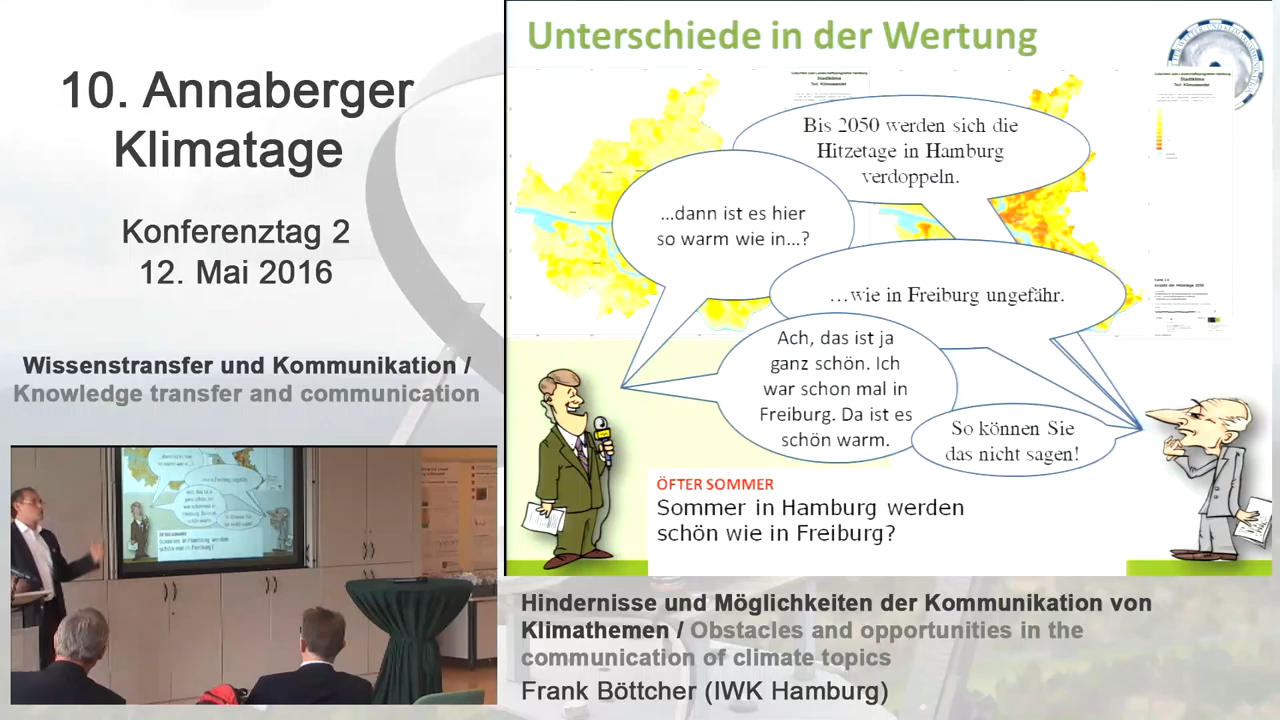 10. Annaberger
Klimatage
Konferenztag 2
12. Mai 2016
Wissenstransfer und Kommunikation /
Knowledge transfer and communication
Unterschiede in der Wertung
Stadtklima
Bis 2050 werden sich die
Hitzetage in Hamburg
verdoppeln.
...dann ist es hier
so warm wie in...?
...wie in Freiburg ungefähr.
Ach, das ist ja
ganz schön. Ich
war schon mal in
Freiburg. Da ist es
schön warm.
So können Sie
das nicht sagen!
ÖFTER SOMMER
Sommer in Hamburg werden
schön wie in Freiburg?
Hindernisse und Möglichkeiten der Kommunikation von
Klimathemen / Obstacles and opportunities in the
communication of climate topics
Frank Böttcher (IWK Hamburg)